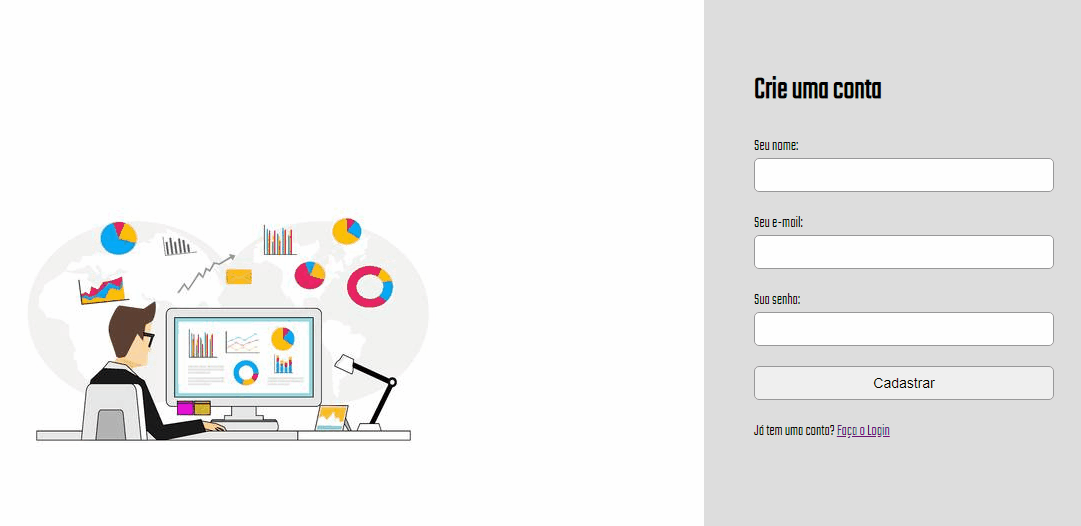 Crie uma conta
Seu nome:
Seu e-mail:
Sua senha:
Cadastrar
Já tem uma conta? Faça o Login